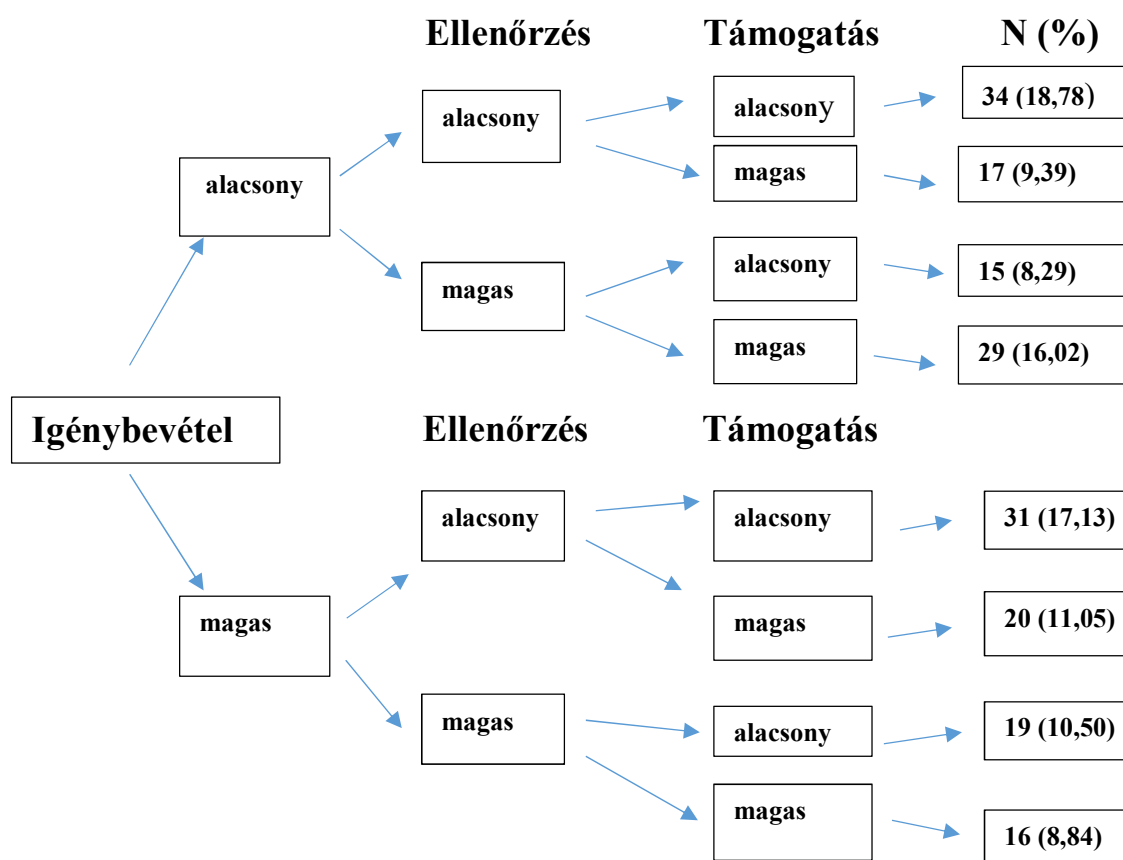 Ellenőrzés Támogatás N (%)
alacsony
alacsony
34 (18,78)
alacsony
magas
17 (9,39)
magas
alacsony
15 (8,29)
magas
29 (16,02)
Igénybevétel
Ellenőrzés Támogatás
alacsony
alacsony
31 (17,13)
magas
magas
20 (11,05)
magas
alacsony
19 (10,50)
magas
16 (8,84)